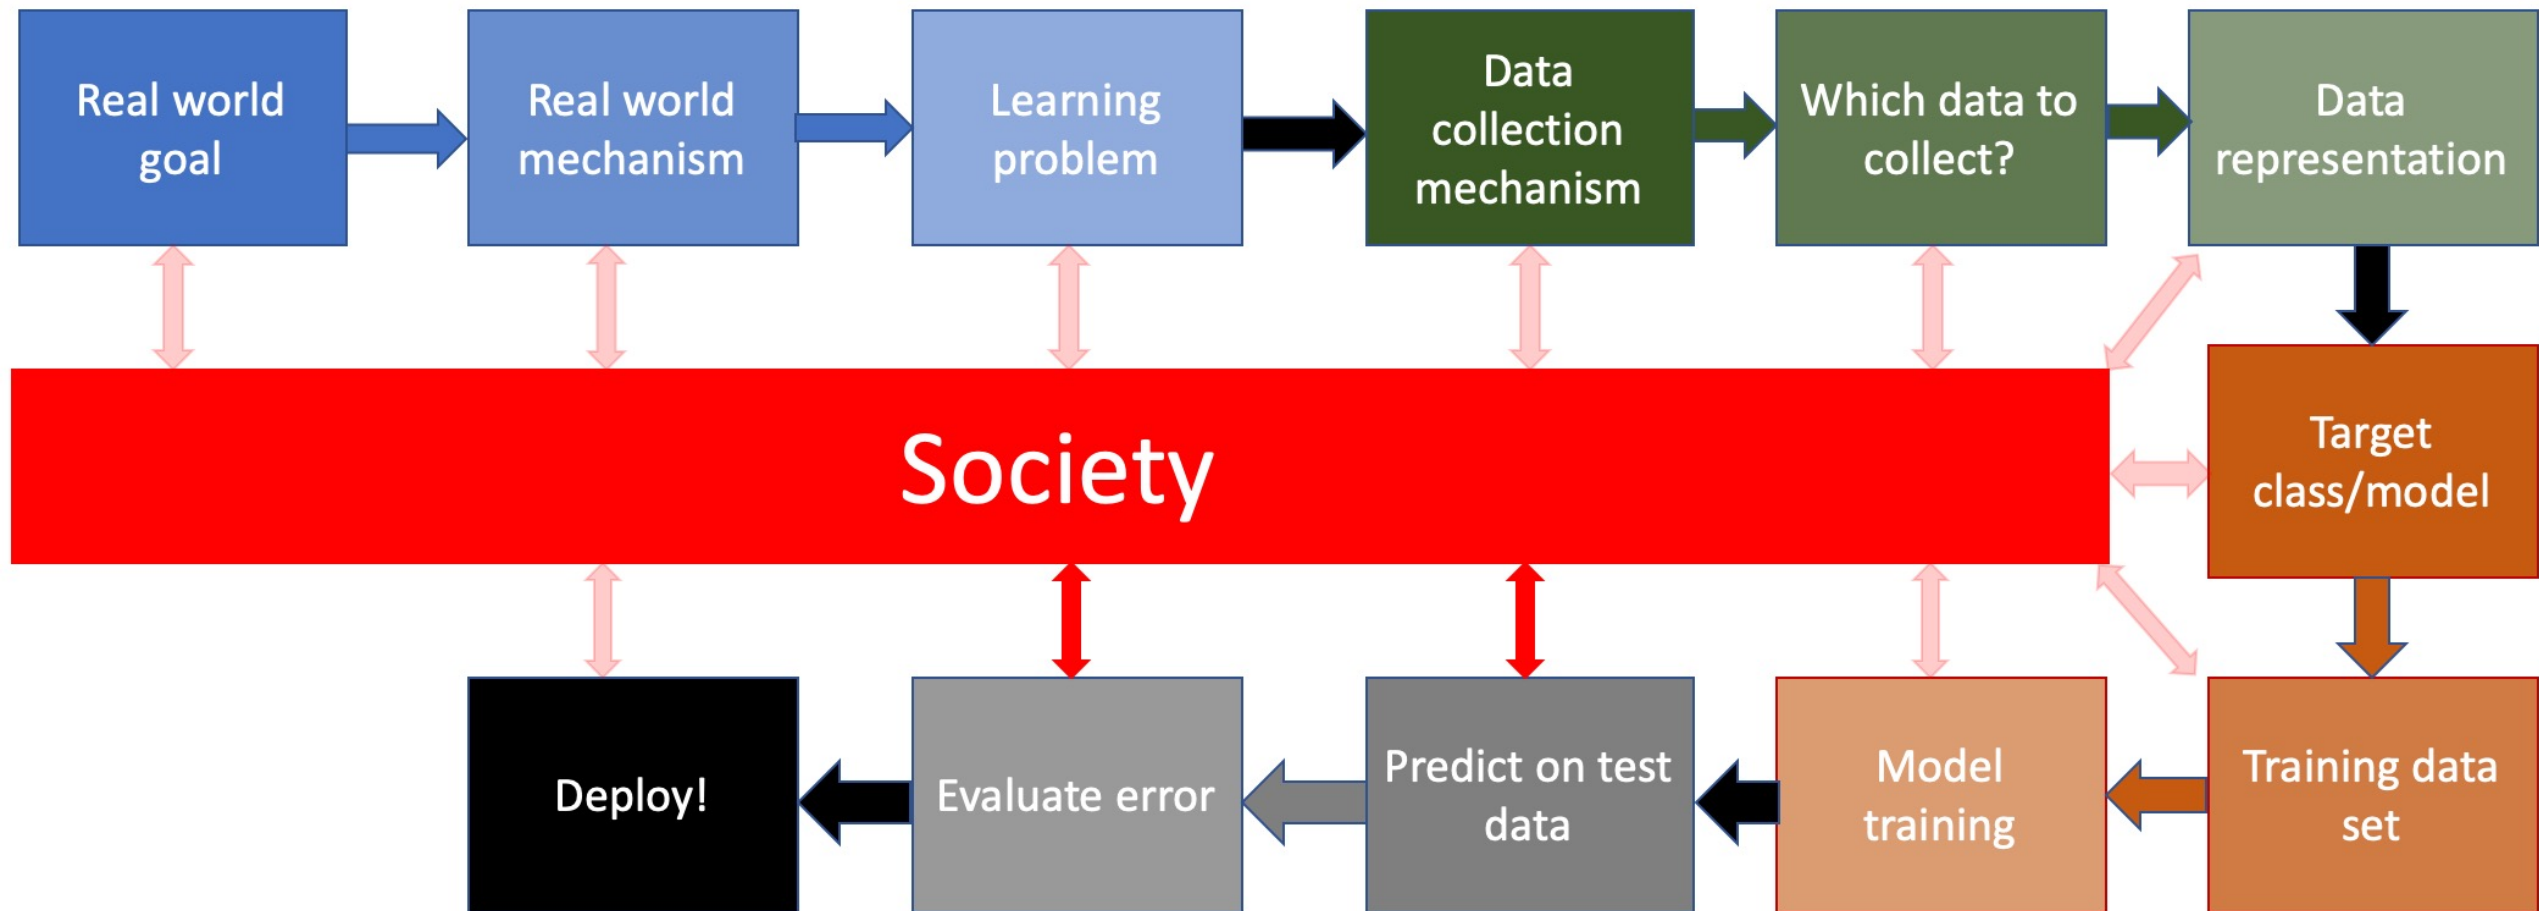 Real world
goal
Real world
mechanism
Learning
problem
Data
collection
mechanism
Which data to
collect?
Data
representation
Society
Target
class/model
Deploy!
Evaluate error
Predict on test
data
Model
training
Training data
set